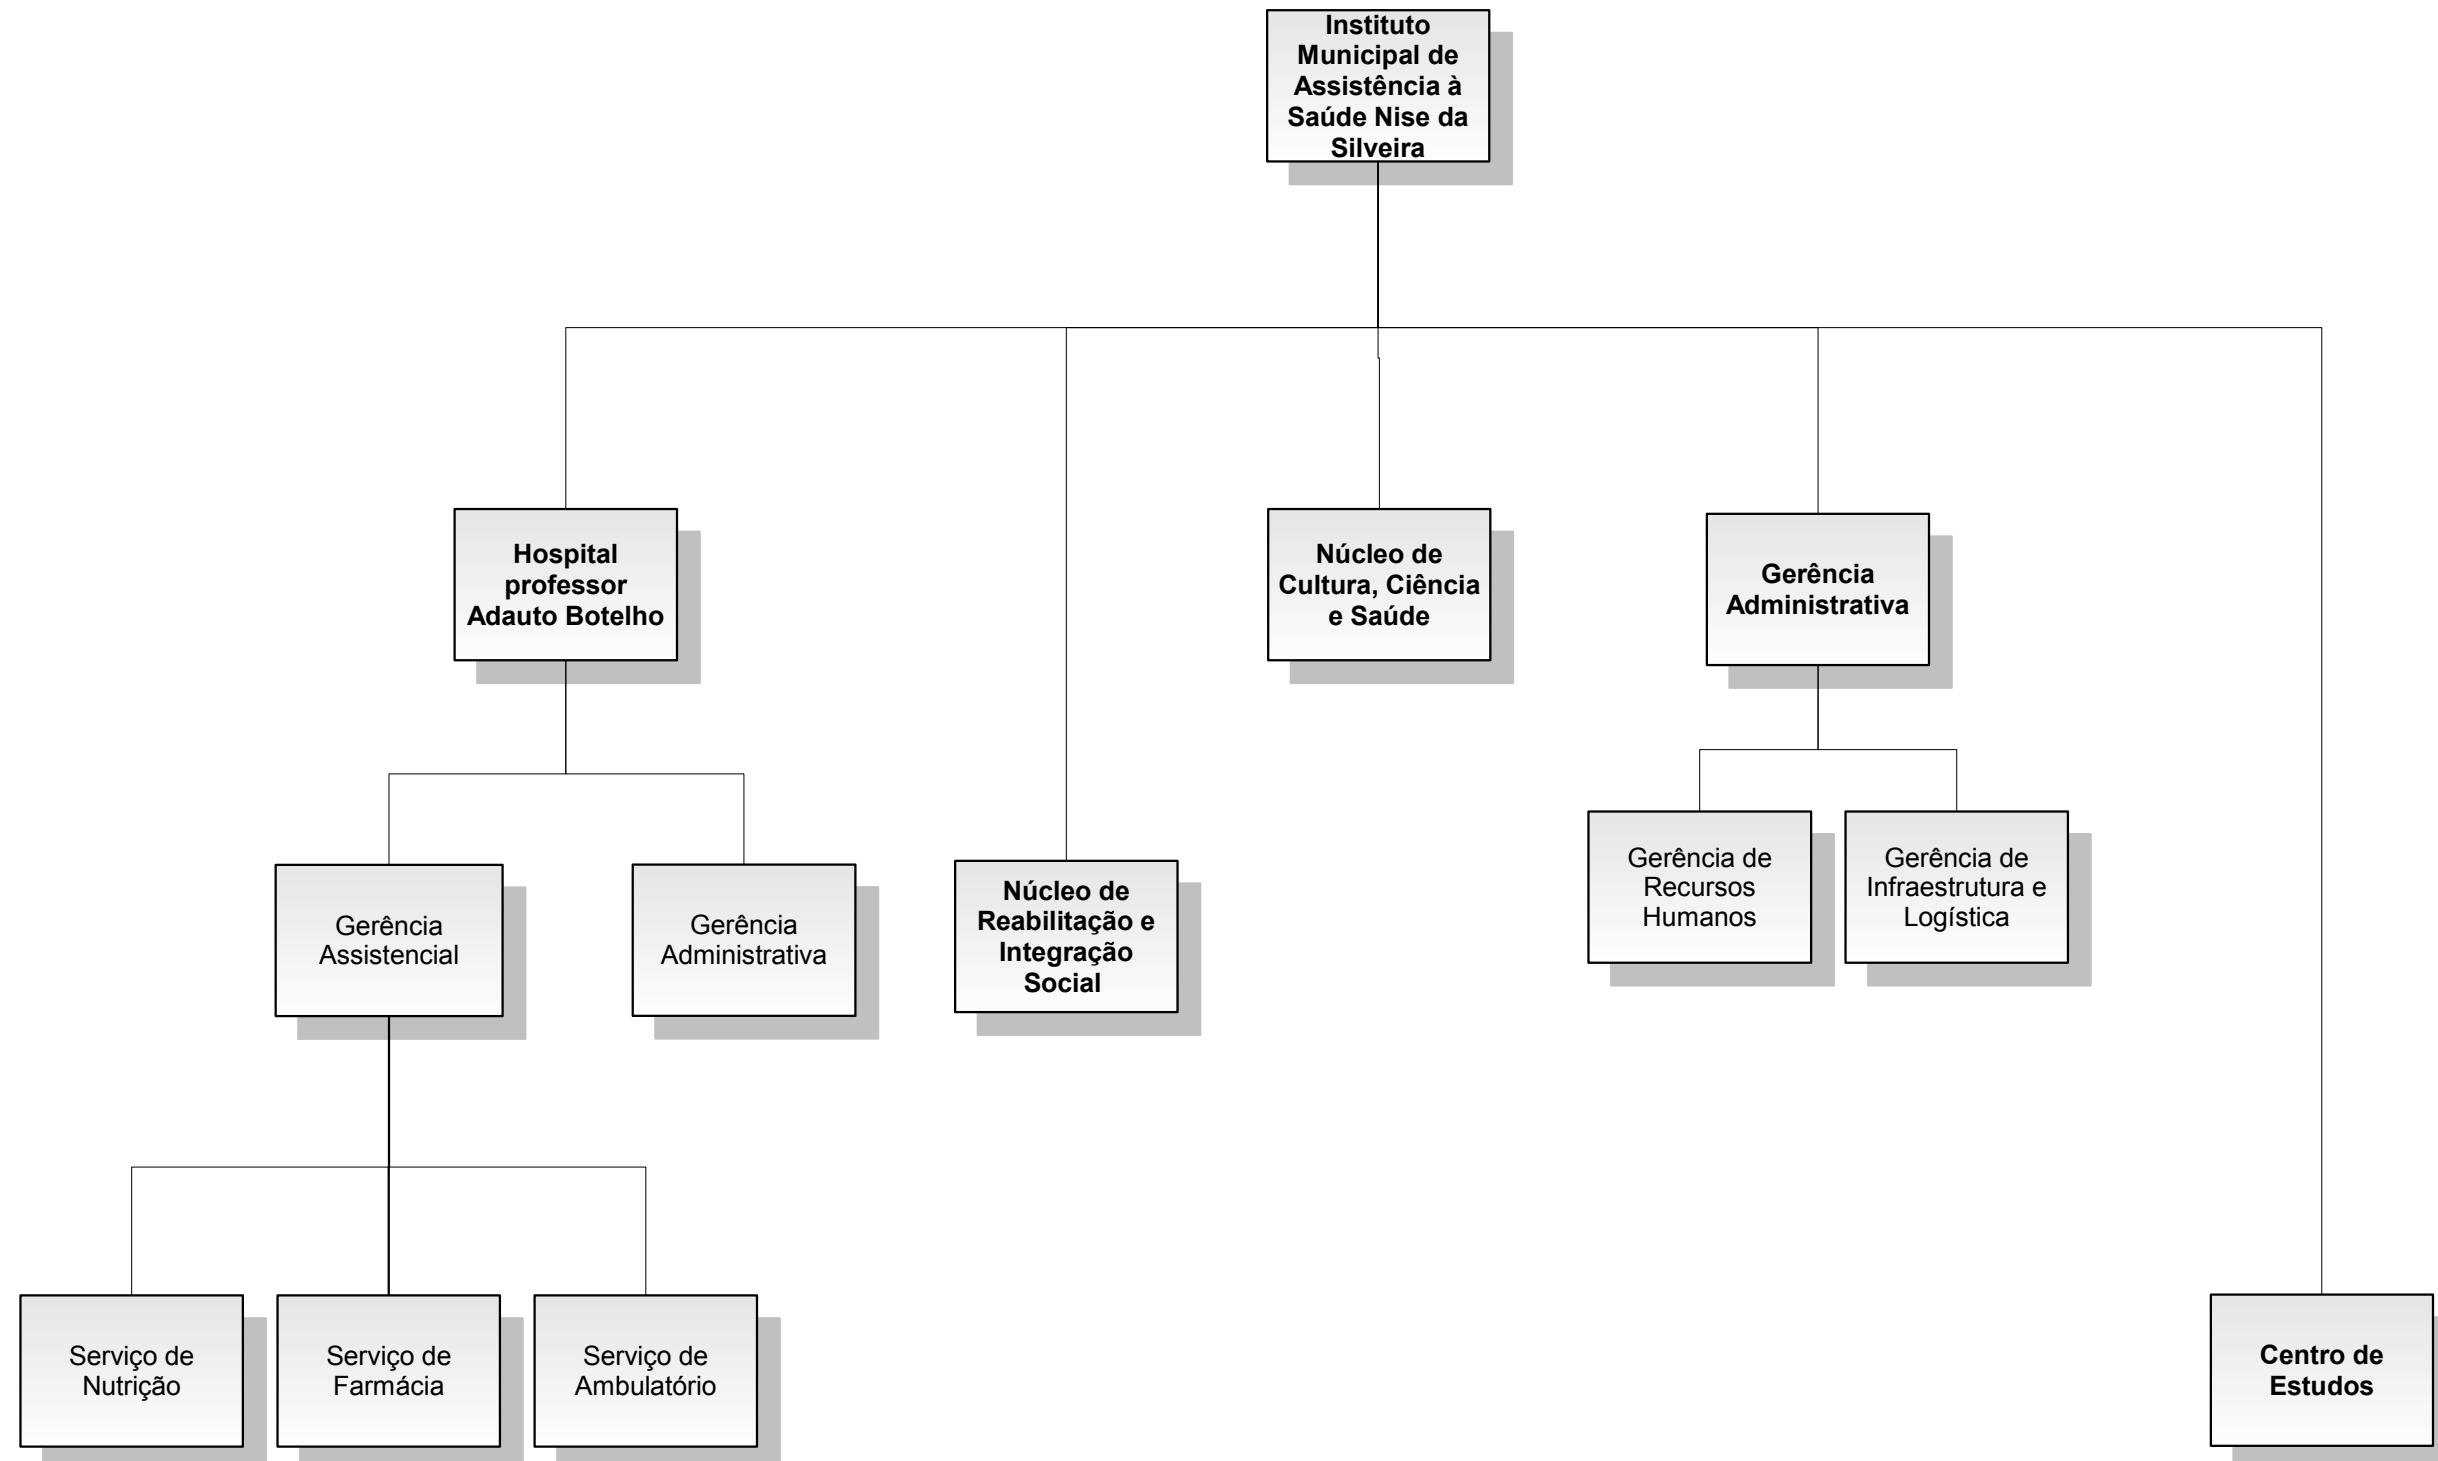 Instituto
Municipal de
Assistência à
Saúde Nise da
Silveira
Hospital
professor
Adauto Botelho
Núcleo de
Cultura, Ciência
e Saúde
Gerência
Administrativa
Gerência de
Recursos
Humanos
Gerência de
Infraestrutura e
Logística
Gerência
Assistencial
Gerência
Administrativa
Núcleo de
Reabilitação e
Integração
Social
Serviço de
Nutrição
Serviço de
Farmácia
Serviço de
Ambulatório
Centro de
Estudos